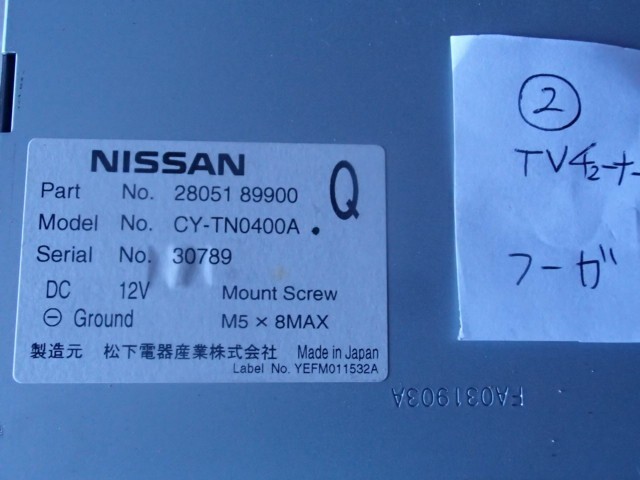 NISSAN
Part No. 28051 89900 Q
Model No. CY-TN0400A.
Serial No. 30789
DC 12V Mount Screw
⊖ Ground M5 × 8MAX
製造元 松下電器産業株式会社 Made in Japan
Label No. YEFM011532A
②
TVチューナー
フーガ
FA031903A